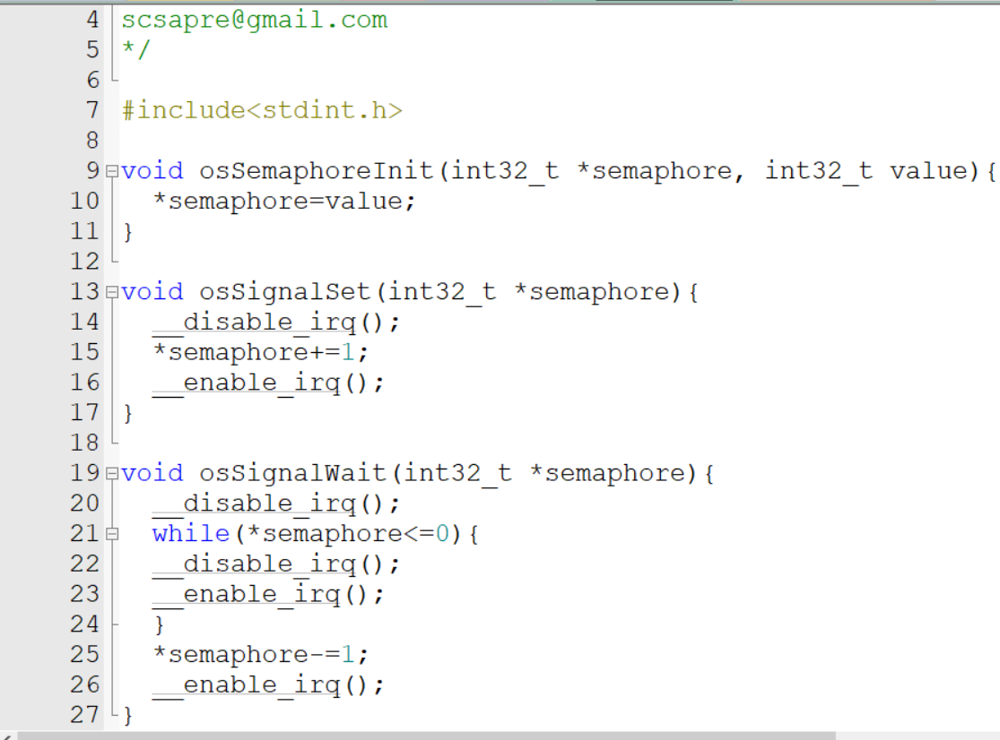 4 scsapre@gmail.com
5 */
6
7 #include<stdint.h>
8
9 void osSemaphoreInit(int32_t *semaphore, int32_t value){
10   *semaphore=value;
11 }
12
13 void osSignalSet(int32_t *semaphore){
14   __disable_irq();
15   *semaphore+=1;
16   __enable_irq();
17 }
18
19 void osSignalWait(int32_t *semaphore){
20   __disable_irq();
21   while(*semaphore<=0){
22   __disable_irq();
23   __enable_irq();
24   }
25   *semaphore-=1;
26   __enable_irq();
27 }